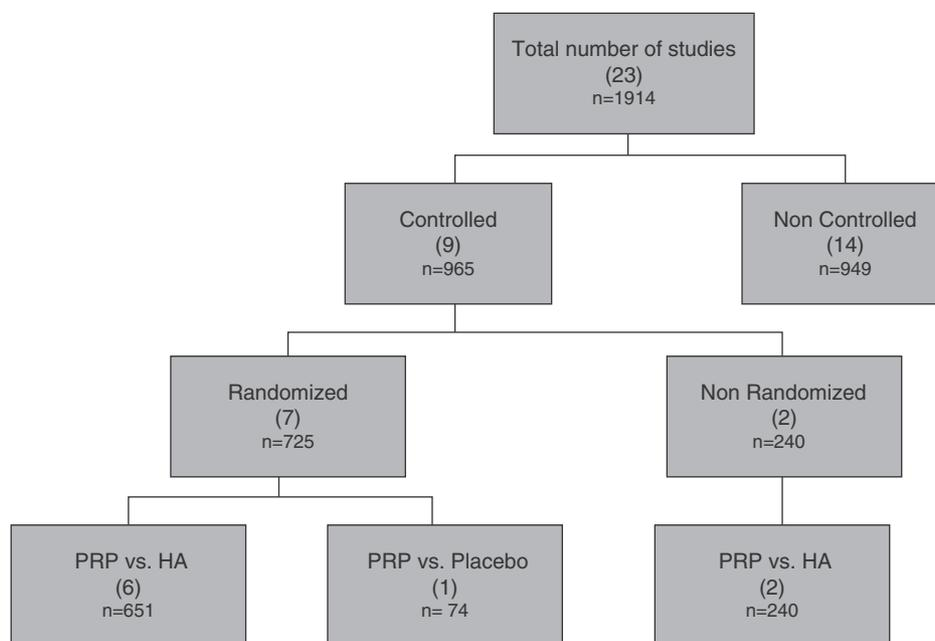 Total number of studies
(23)
n=1914
Controlled
(9)
n=965
Non Controlled
(14)
n=949
Randomized
(7)
n=725
Non Randomized
(2)
n=240
PRP vs. HA
(6)
n=651
PRP vs. Placebo
(1)
n= 74
PRP vs. HA
(2)
n=240